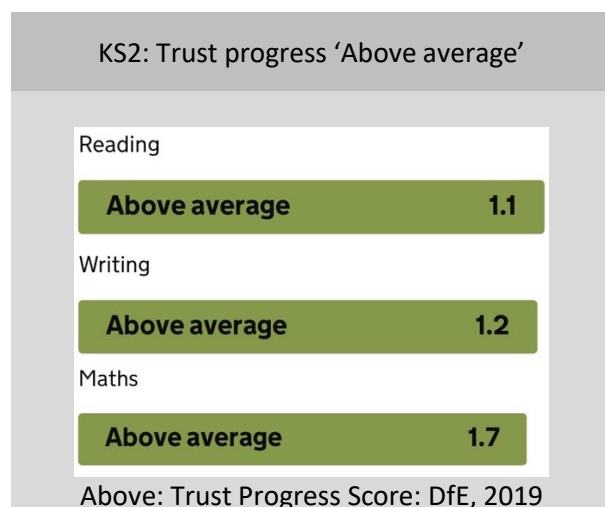 KS2: Trust progress ‘Above average’
Reading
Above average 1.1
Writing
Above average 1.2
Maths
Above average 1.7
Above: Trust Progress Score: DfE, 2019